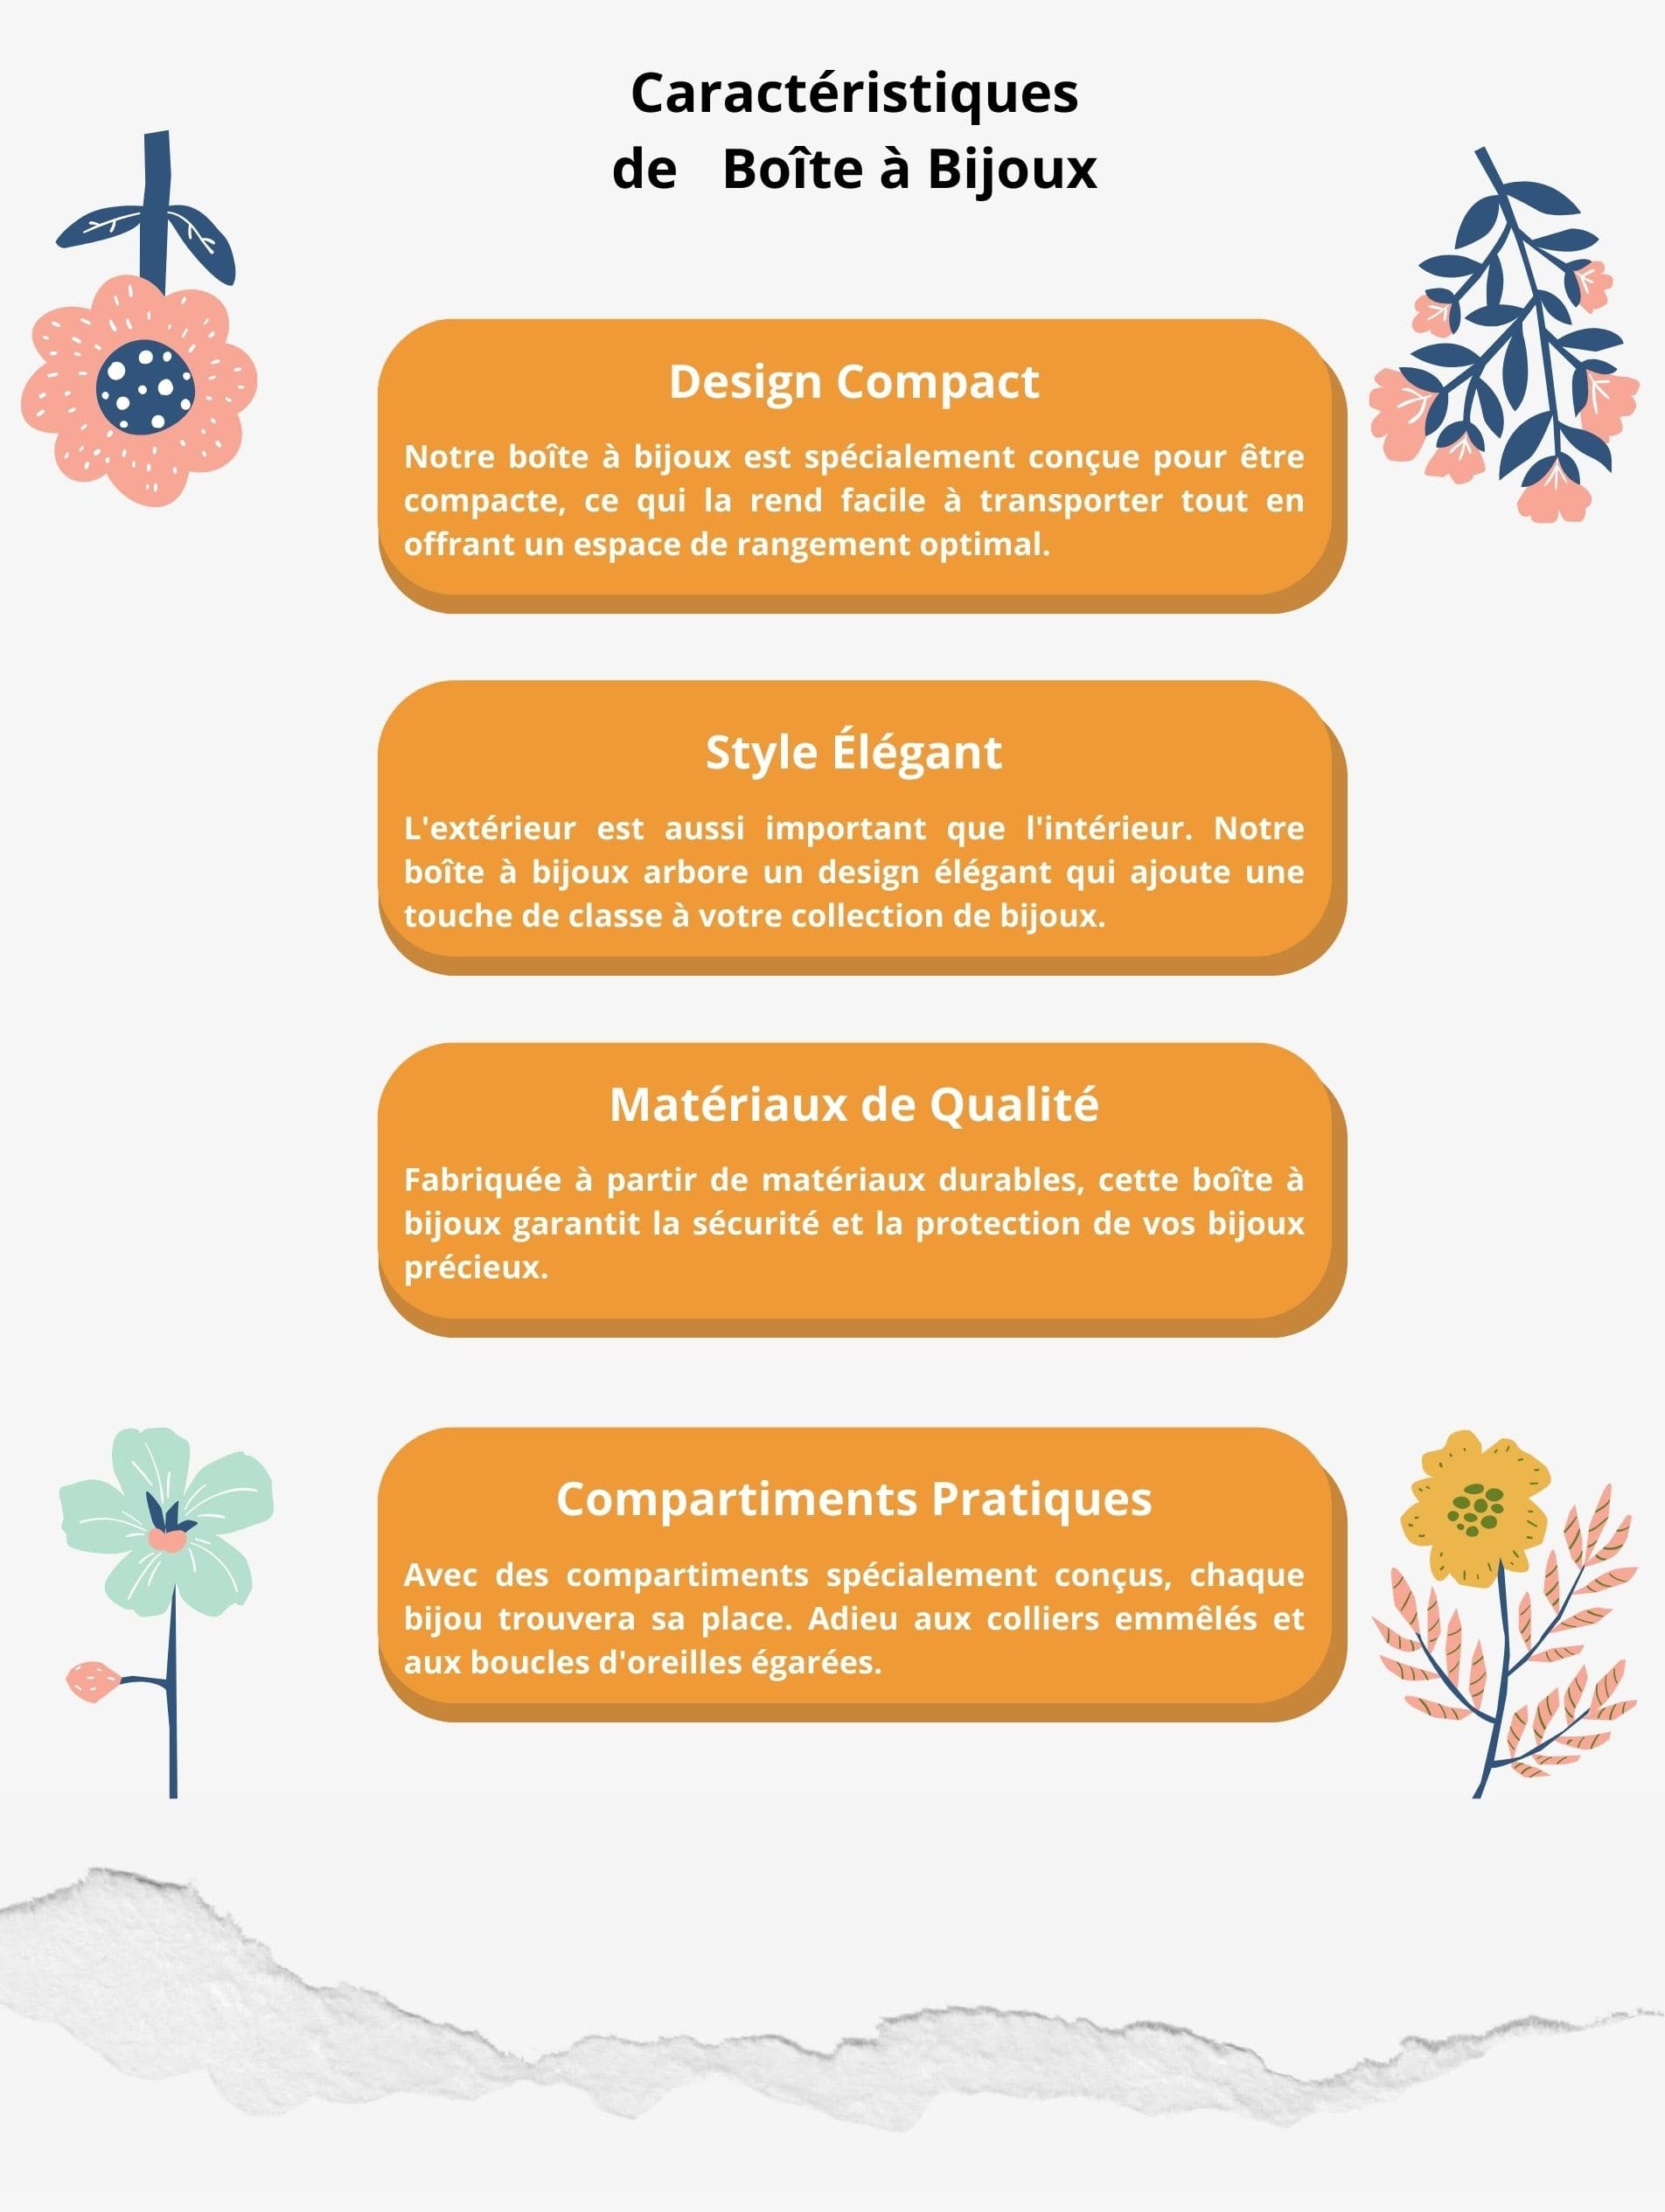 Caractéristiques
de Boîte à Bijoux
Design Compact
Notre boîte à bijoux est spécialement conçue pour être
compacte, ce qui la rend facile à transporter tout en
offrant un espace de rangement optimal.
Style Élégant
L'extérieur est aussi important que l'intérieur. Notre
boîte à bijoux arbore un design élégant qui ajoute une
touche de classe à votre collection de bijoux.
Matériaux de Qualité
Fabriquée à partir de matériaux durables, cette boîte à
bijoux garantit la sécurité et la protection de vos bijoux
précieux.
Compartiments Pratiques
Avec des compartiments spécialement conçus, chaque
bijou trouvera sa place. Adieu aux colliers emmêlés et
aux boucles d'oreilles égarées.